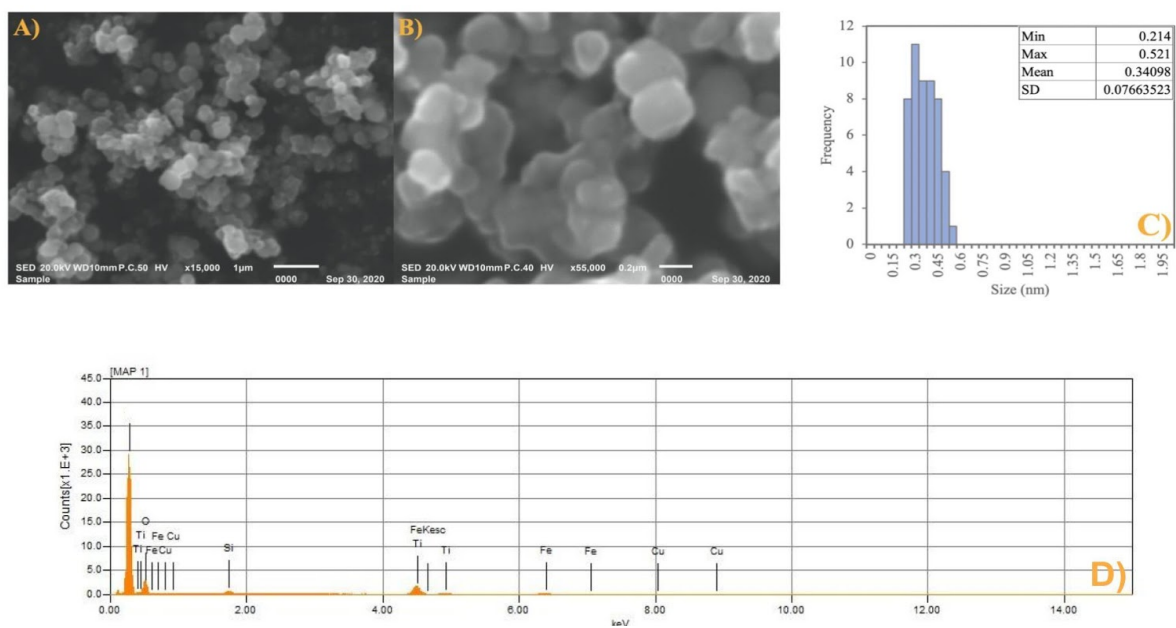 A)
SED 20.0kV WD10mm P.C.50 HV x15,000 1µm
Sample 0000 Sep 30, 2020
B)
SED 20.0kV WD10mm P.C.40 HV x55,000 0.2µm
Sample 0000 Sep 30, 2020
12
10
8
6
4
2
0
Frequency
Min 0.214
Max 0.521
Mean 0.34098
SD 0.07663523
C)
0 0.15 0.3 0.45 0.6 0.75 0.9 1.05 1.2 1.35 1.5 1.65 1.8 1.95
Size (nm)
[MAP 1]
45.0
40.0
35.0
30.0
25.0
20.0
15.0
10.0
5.0
0.0
Counts[x1.E+3]
O
Ti Fe Cu
Ti Fe Cu
Si
FeKesc
Ti
Ti
Fe
Fe
Cu
Cu
D)
0.00 2.00 4.00 6.00 8.00 10.00 12.00 14.00
keV